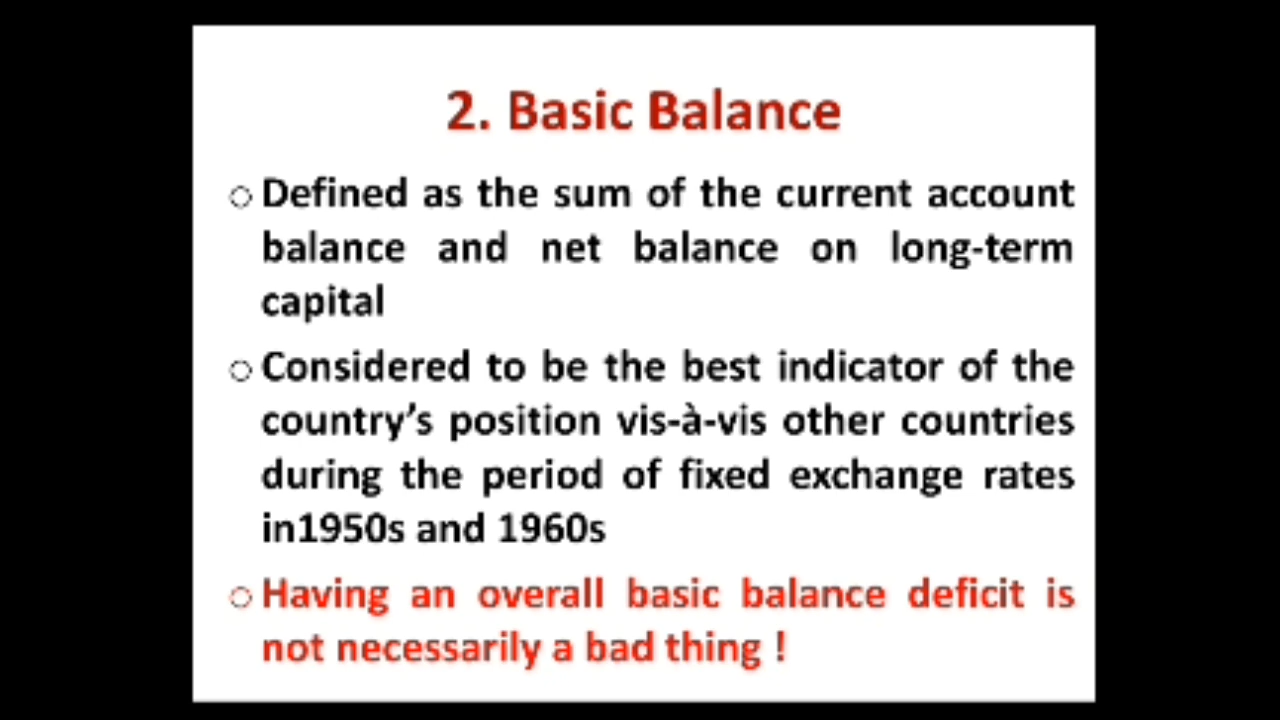 2. Basic Balance
○ Defined as the sum of the current account
balance and net balance on long-term
capital
○ Considered to be the best indicator of the
country's position vis-à-vis other countries
during the period of fixed exchange rates
in1950s and 1960s
○ Having an overall basic balance deficit is
not necessarily a bad thing !